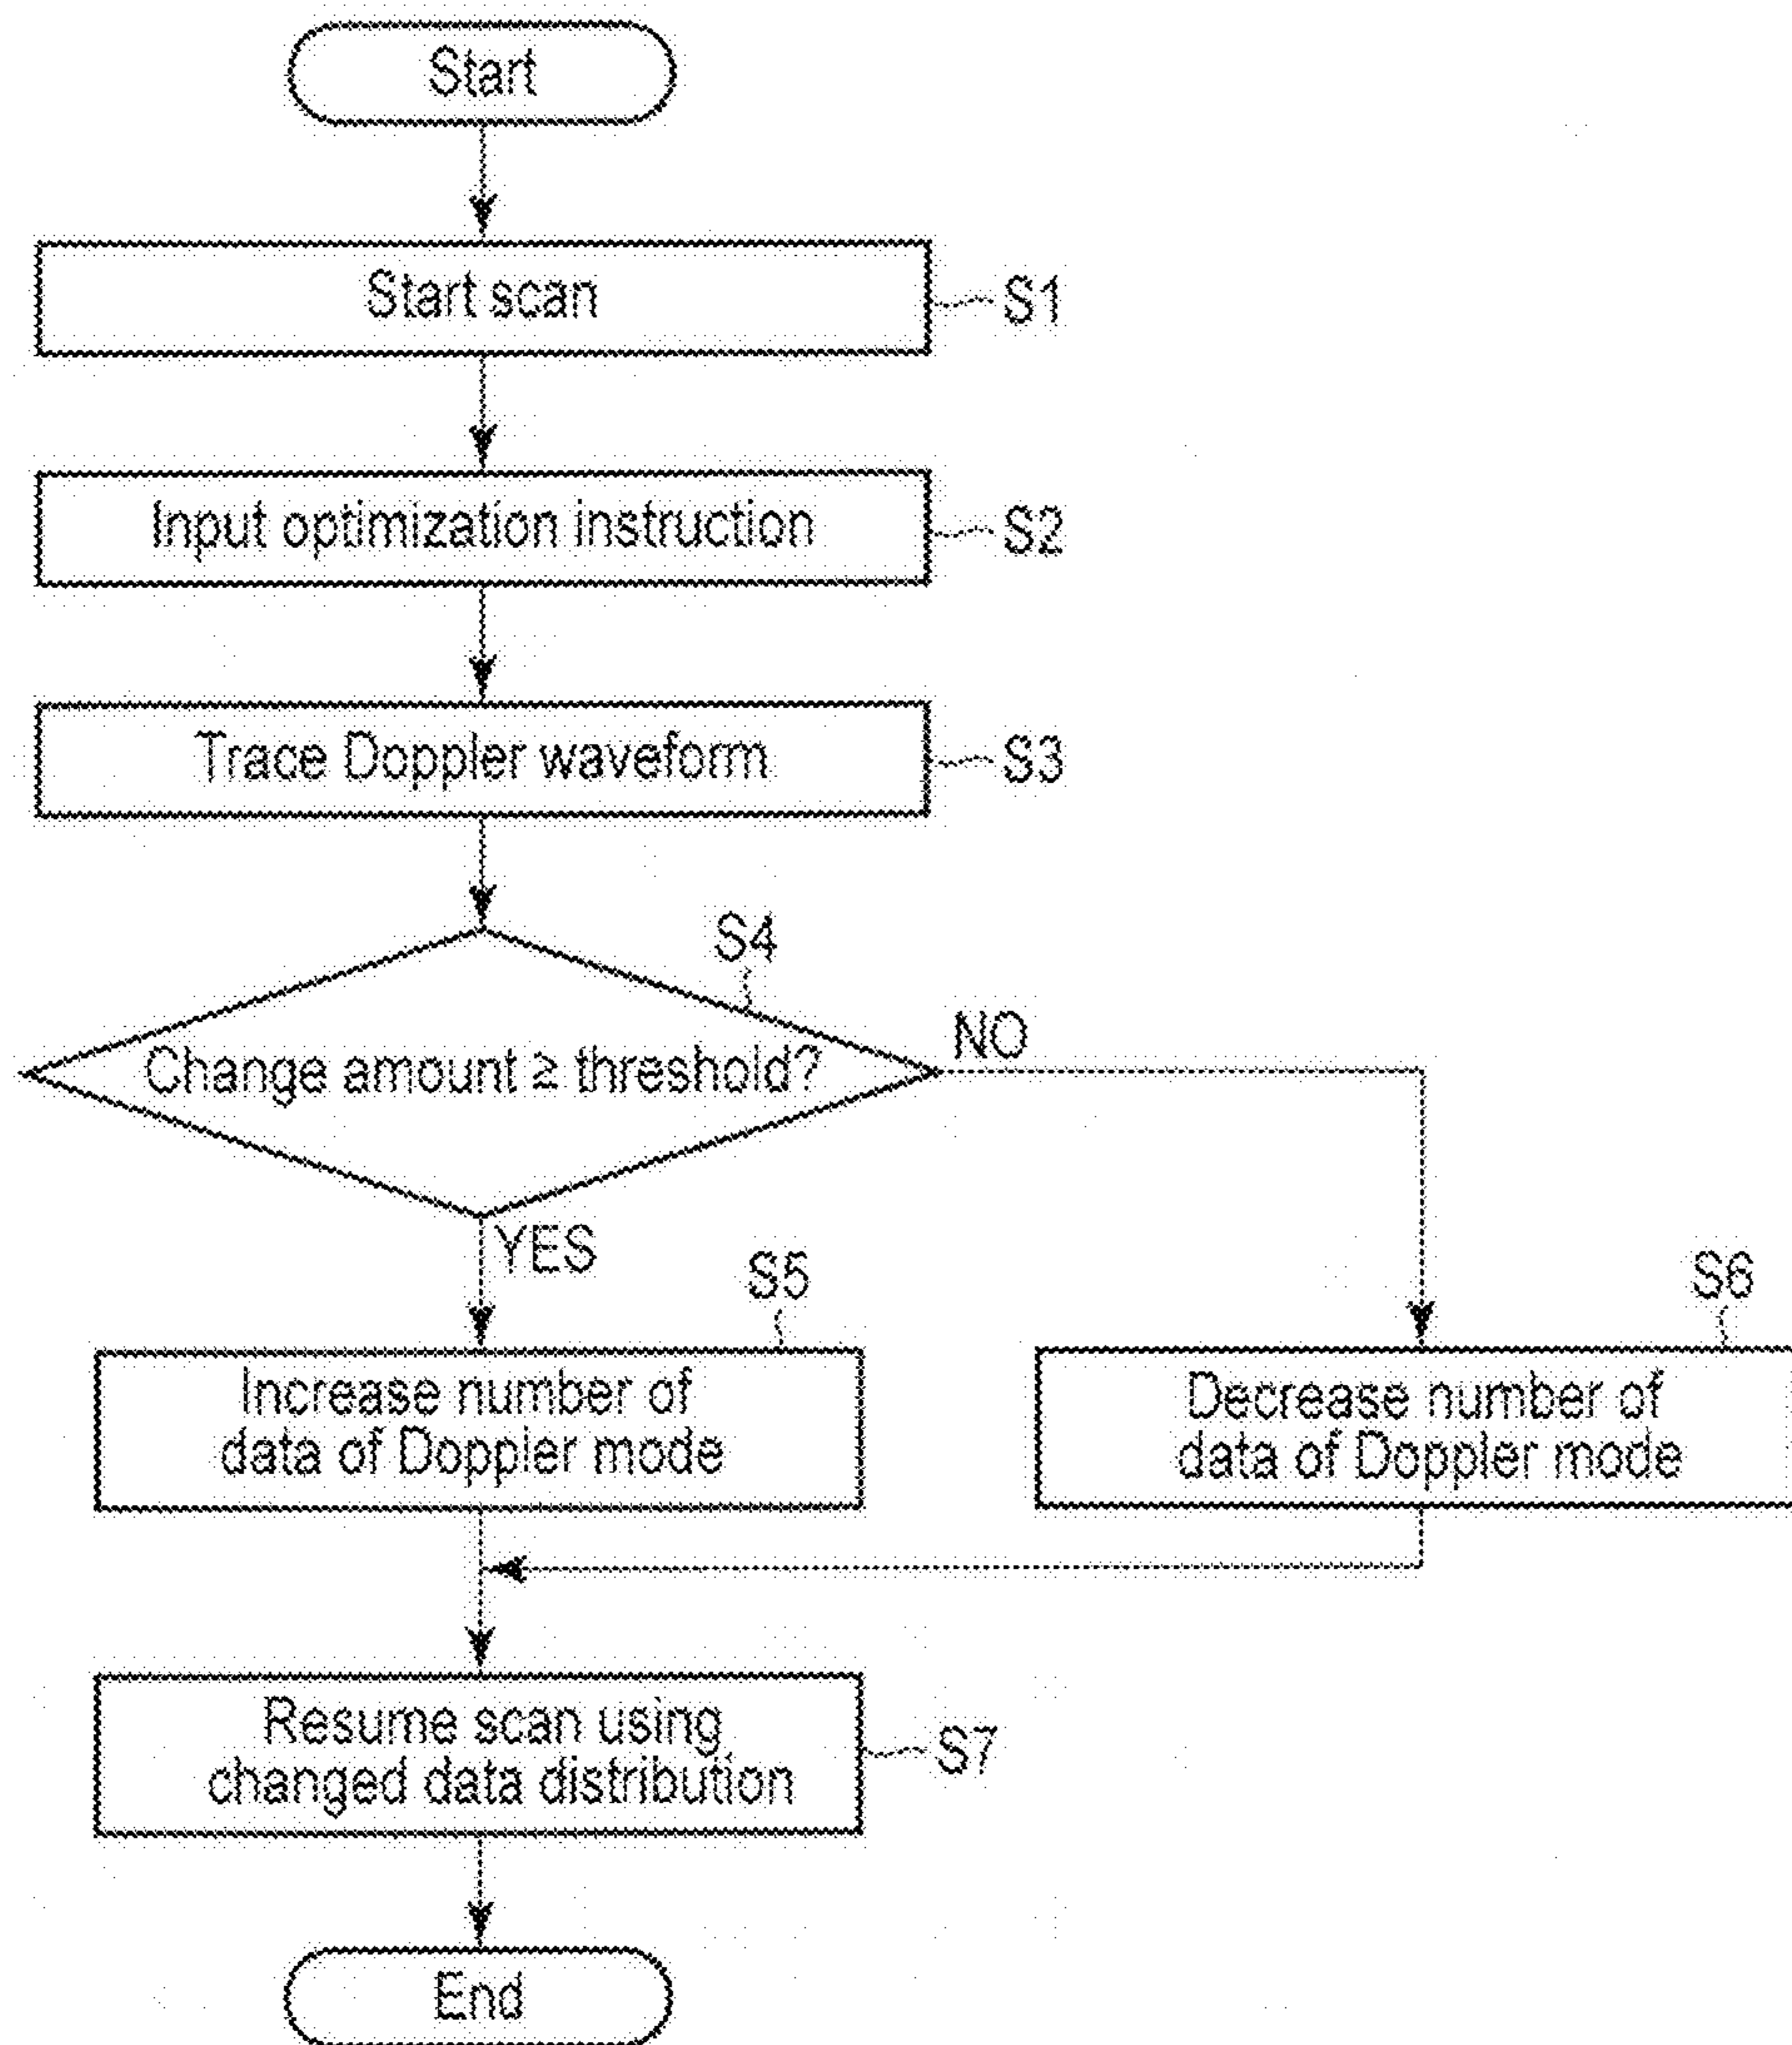 Start
Start scan
S1
Input optimization instruction
S2
Trace Doppler waveform
S3
S4
Change amount ≥ threshold?
NO
YES
S5
S6
Increase number of
data of Doppler mode
Decrease number of
data of Doppler mode
Resume scan using
changed data distribution
S7
End